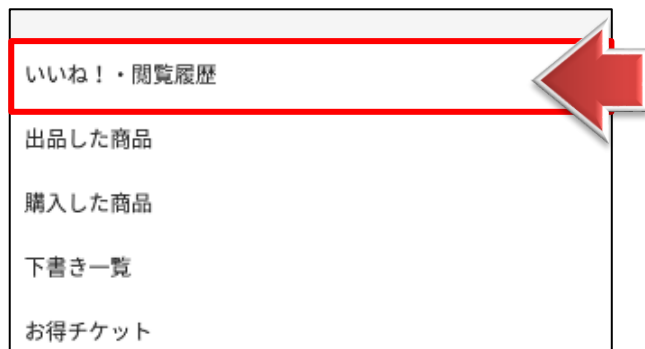 いいね！・閲覧履歴
出品した商品
購入した商品
下書き一覧
お得チケット